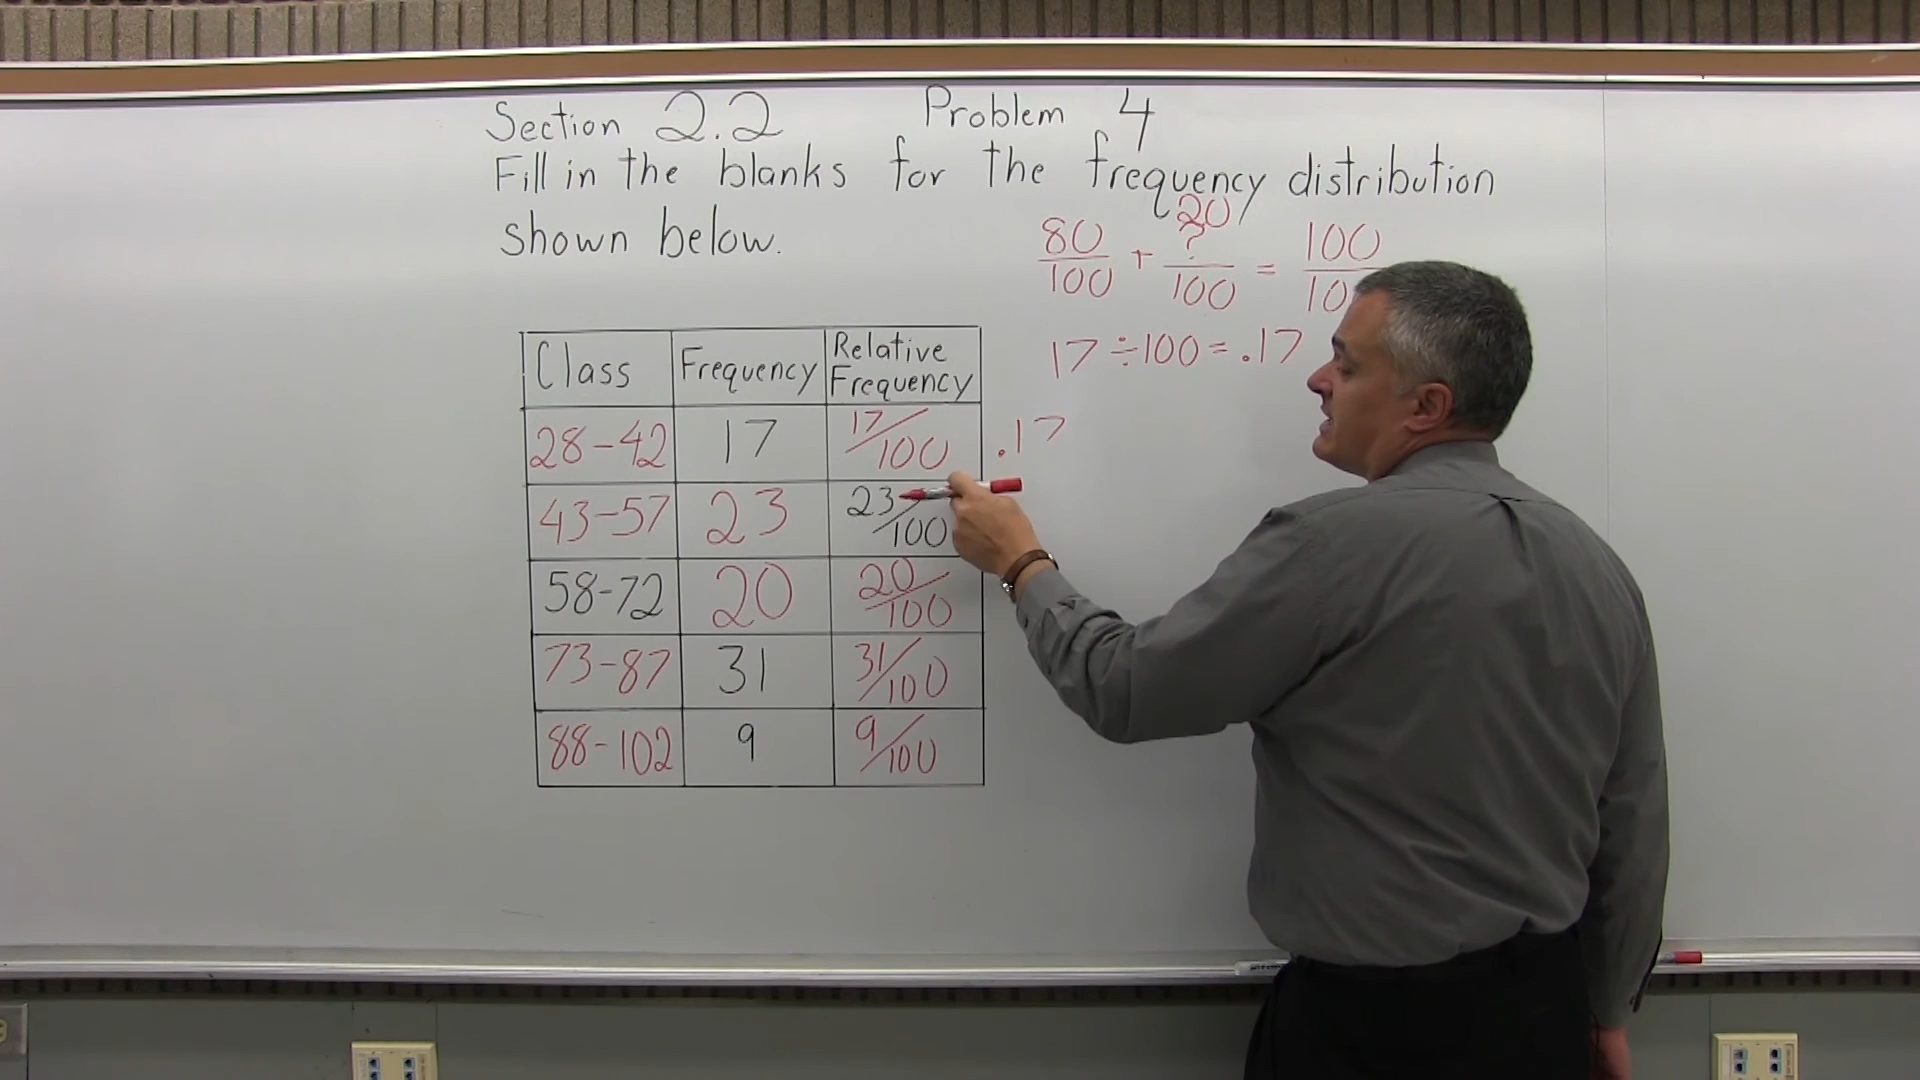 Section 2.2 Problem 4
Fill in the blanks for the frequency distribution
shown below.
20
80/100 + ?/100 = 100/10
17 ÷ 100 = .17
Class Frequency Relative Frequency
28-42 17 17/100 .17
43-57 23 23/100
58-72 20 20/100
73-87 31 31/100
88-102 9 9/100